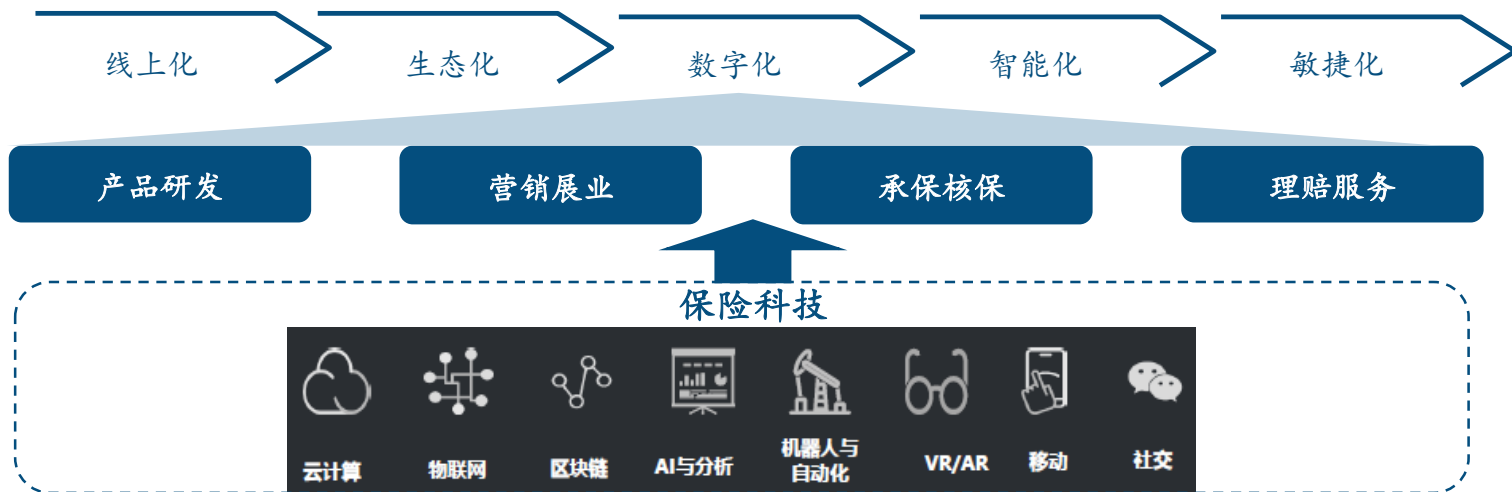 线上化
生态化
数字化
智能化
敏捷化
产品研发
营销展业
承保核保
理赔服务
保险科技
云计算
物联网
区块链
AI与分析
机器人与
自动化
VR/AR
移动
社交